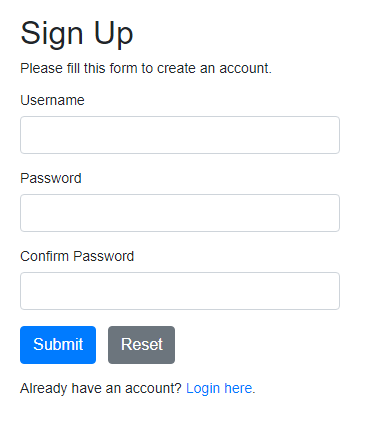 Sign Up
Please fill this form to create an account.
Username
Password
Confirm Password
Submit Reset
Already have an account? Login here.